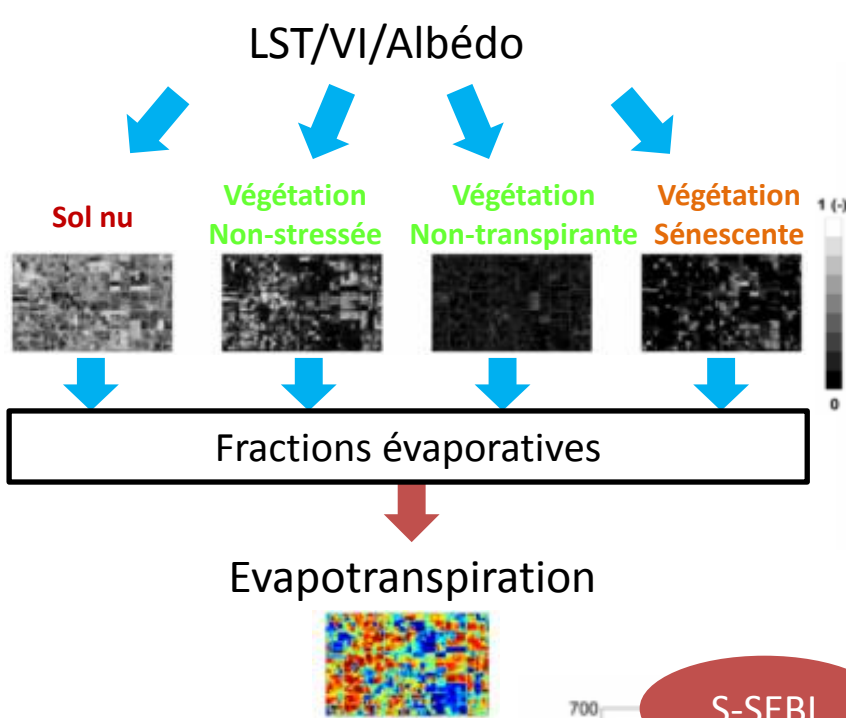 LST/VI/Albédo
Sol nu
Végétation
Non-stressée
Végétation
Non-transpirante
Végétation
Sénescente
1 (-)
0
Fractions évaporatives
Evapotranspiration
700